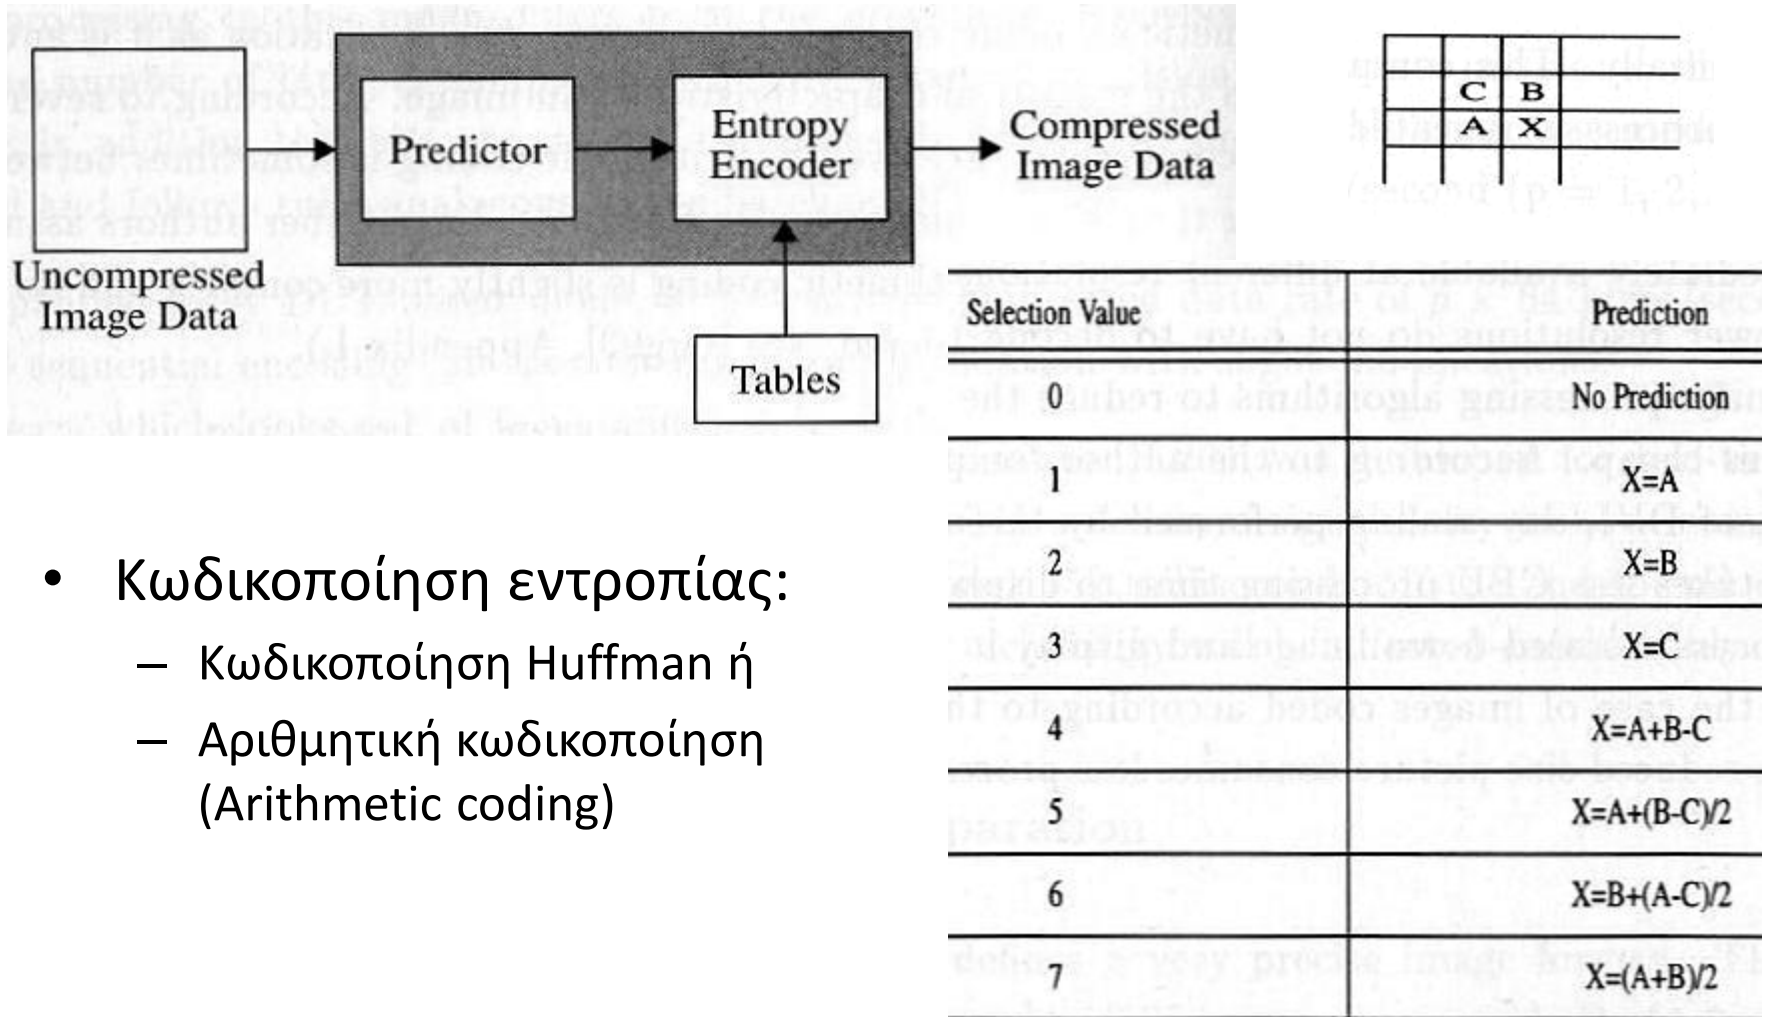 Uncompressed
Image Data
Predictor
Entropy
Encoder
Tables
Compressed
Image Data
C B
A X
• Κωδικοποίηση εντροπίας:
– Κωδικοποίηση Huffman ή
– Αριθμητική κωδικοποίηση
(Arithmetic coding)
Selection Value Prediction
0 No Prediction
1 X=A
2 X=B
3 X=C
4 X=A+B-C
5 X=A+(B-C)/2
6 X=B+(A-C)/2
7 X=(A+B)/2